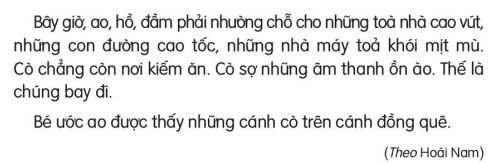 Bây giờ, ao, hồ, đầm phải nhường chỗ cho những toà nhà cao vút,
những con đường cao tốc, những nhà máy toả khói mịt mù.
Cò chẳng còn nơi kiếm ăn. Cò sợ những âm thanh ồn ào. Thế là
chúng bay đi.
Bé ước ao được thấy những cánh cò trên cánh đồng quê.
(Theo Hoài Nam)